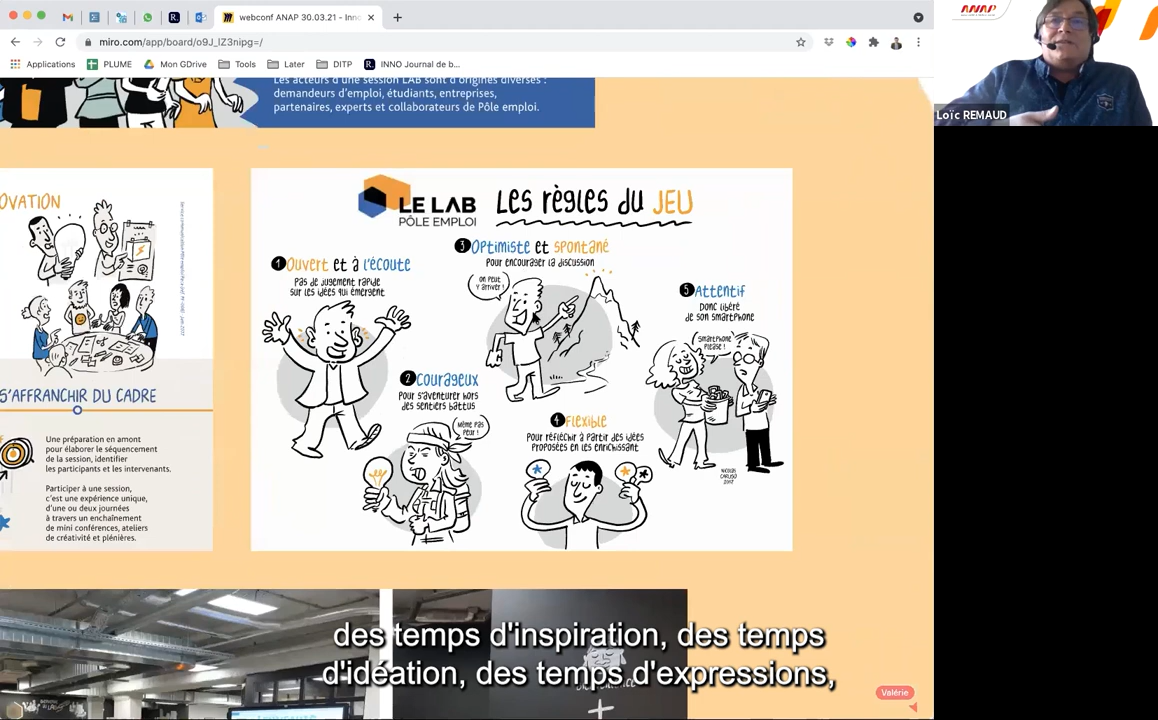 webconf ANAP 30.03.21 - Inno
miro.com/app/board/o9J_lZ3nipg=/
Applications
PLUME
Mon GDrive
Tools
Later
DITP
INNO Journal de b...
ANAP
Loïc REMAUD
Les acteurs d'une session LAB sont d'origines diverses :
demandeurs d'emploi, étudiants, entreprises,
partenaires, experts et collaborateurs de Pôle emploi.
OVATION
S'AFFRANCHIR DU CADRE
Une préparation en amont
pour élaborer le séquencement
de la session, identifier
les participants et les intervenants.
Participer à une session,
c'est une expérience unique,
d'une ou deux journées
à travers un enchaînement
de mini conférences, ateliers
de créativité et plénières.
LE LAB
PÔLE EMPLOI
Les règles du JEU
1 Ouvert et à l'écoute
Pas de jugement rapide
sur les idées qui émergent
2 Courageux
Pour s'aventurer hors
des sentiers battus
Même pas
peur !
3 Optimiste et spontané
Pour encourager la discussion
On peut
y arriver !
4 Flexible
Pour réfléchir à partir des idées
proposées en les enrichissant
5 Attentif
Donc libéré
de son smartphone
Smartphone
please !
Nicolas
Caruso
2017
des temps d'inspiration, des temps
d'idéation, des temps d'expressions,
Valérie